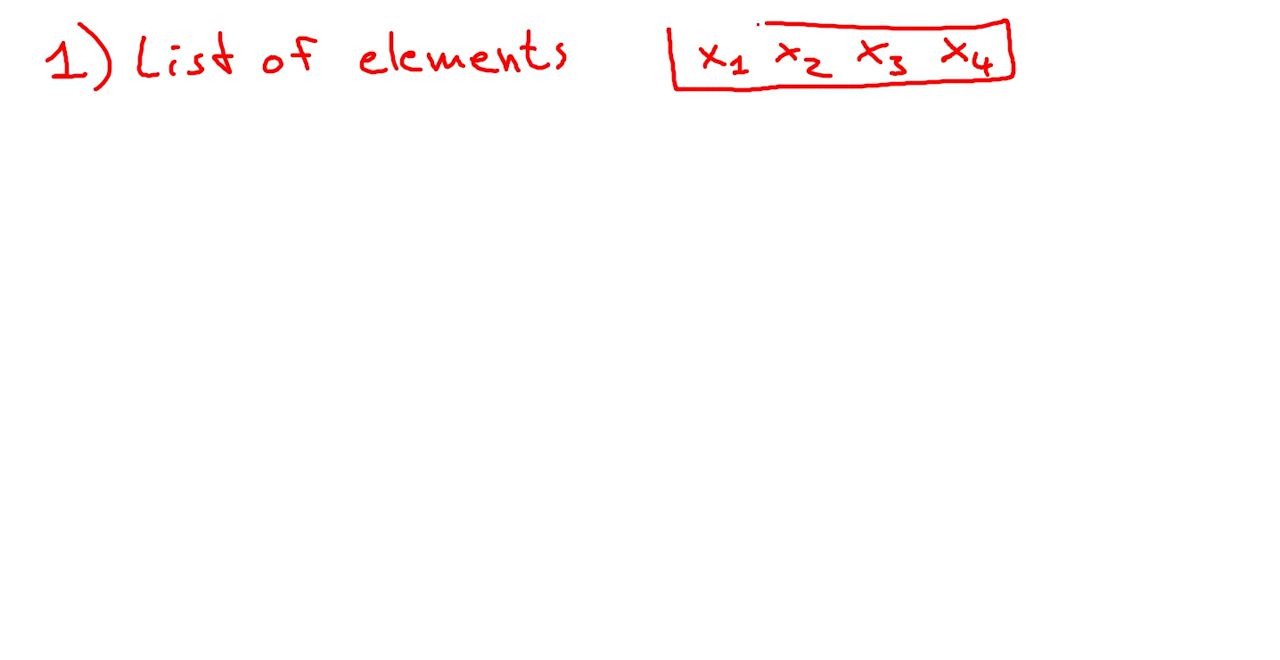 1) List of elements x₁ x₂ x₃ x₄